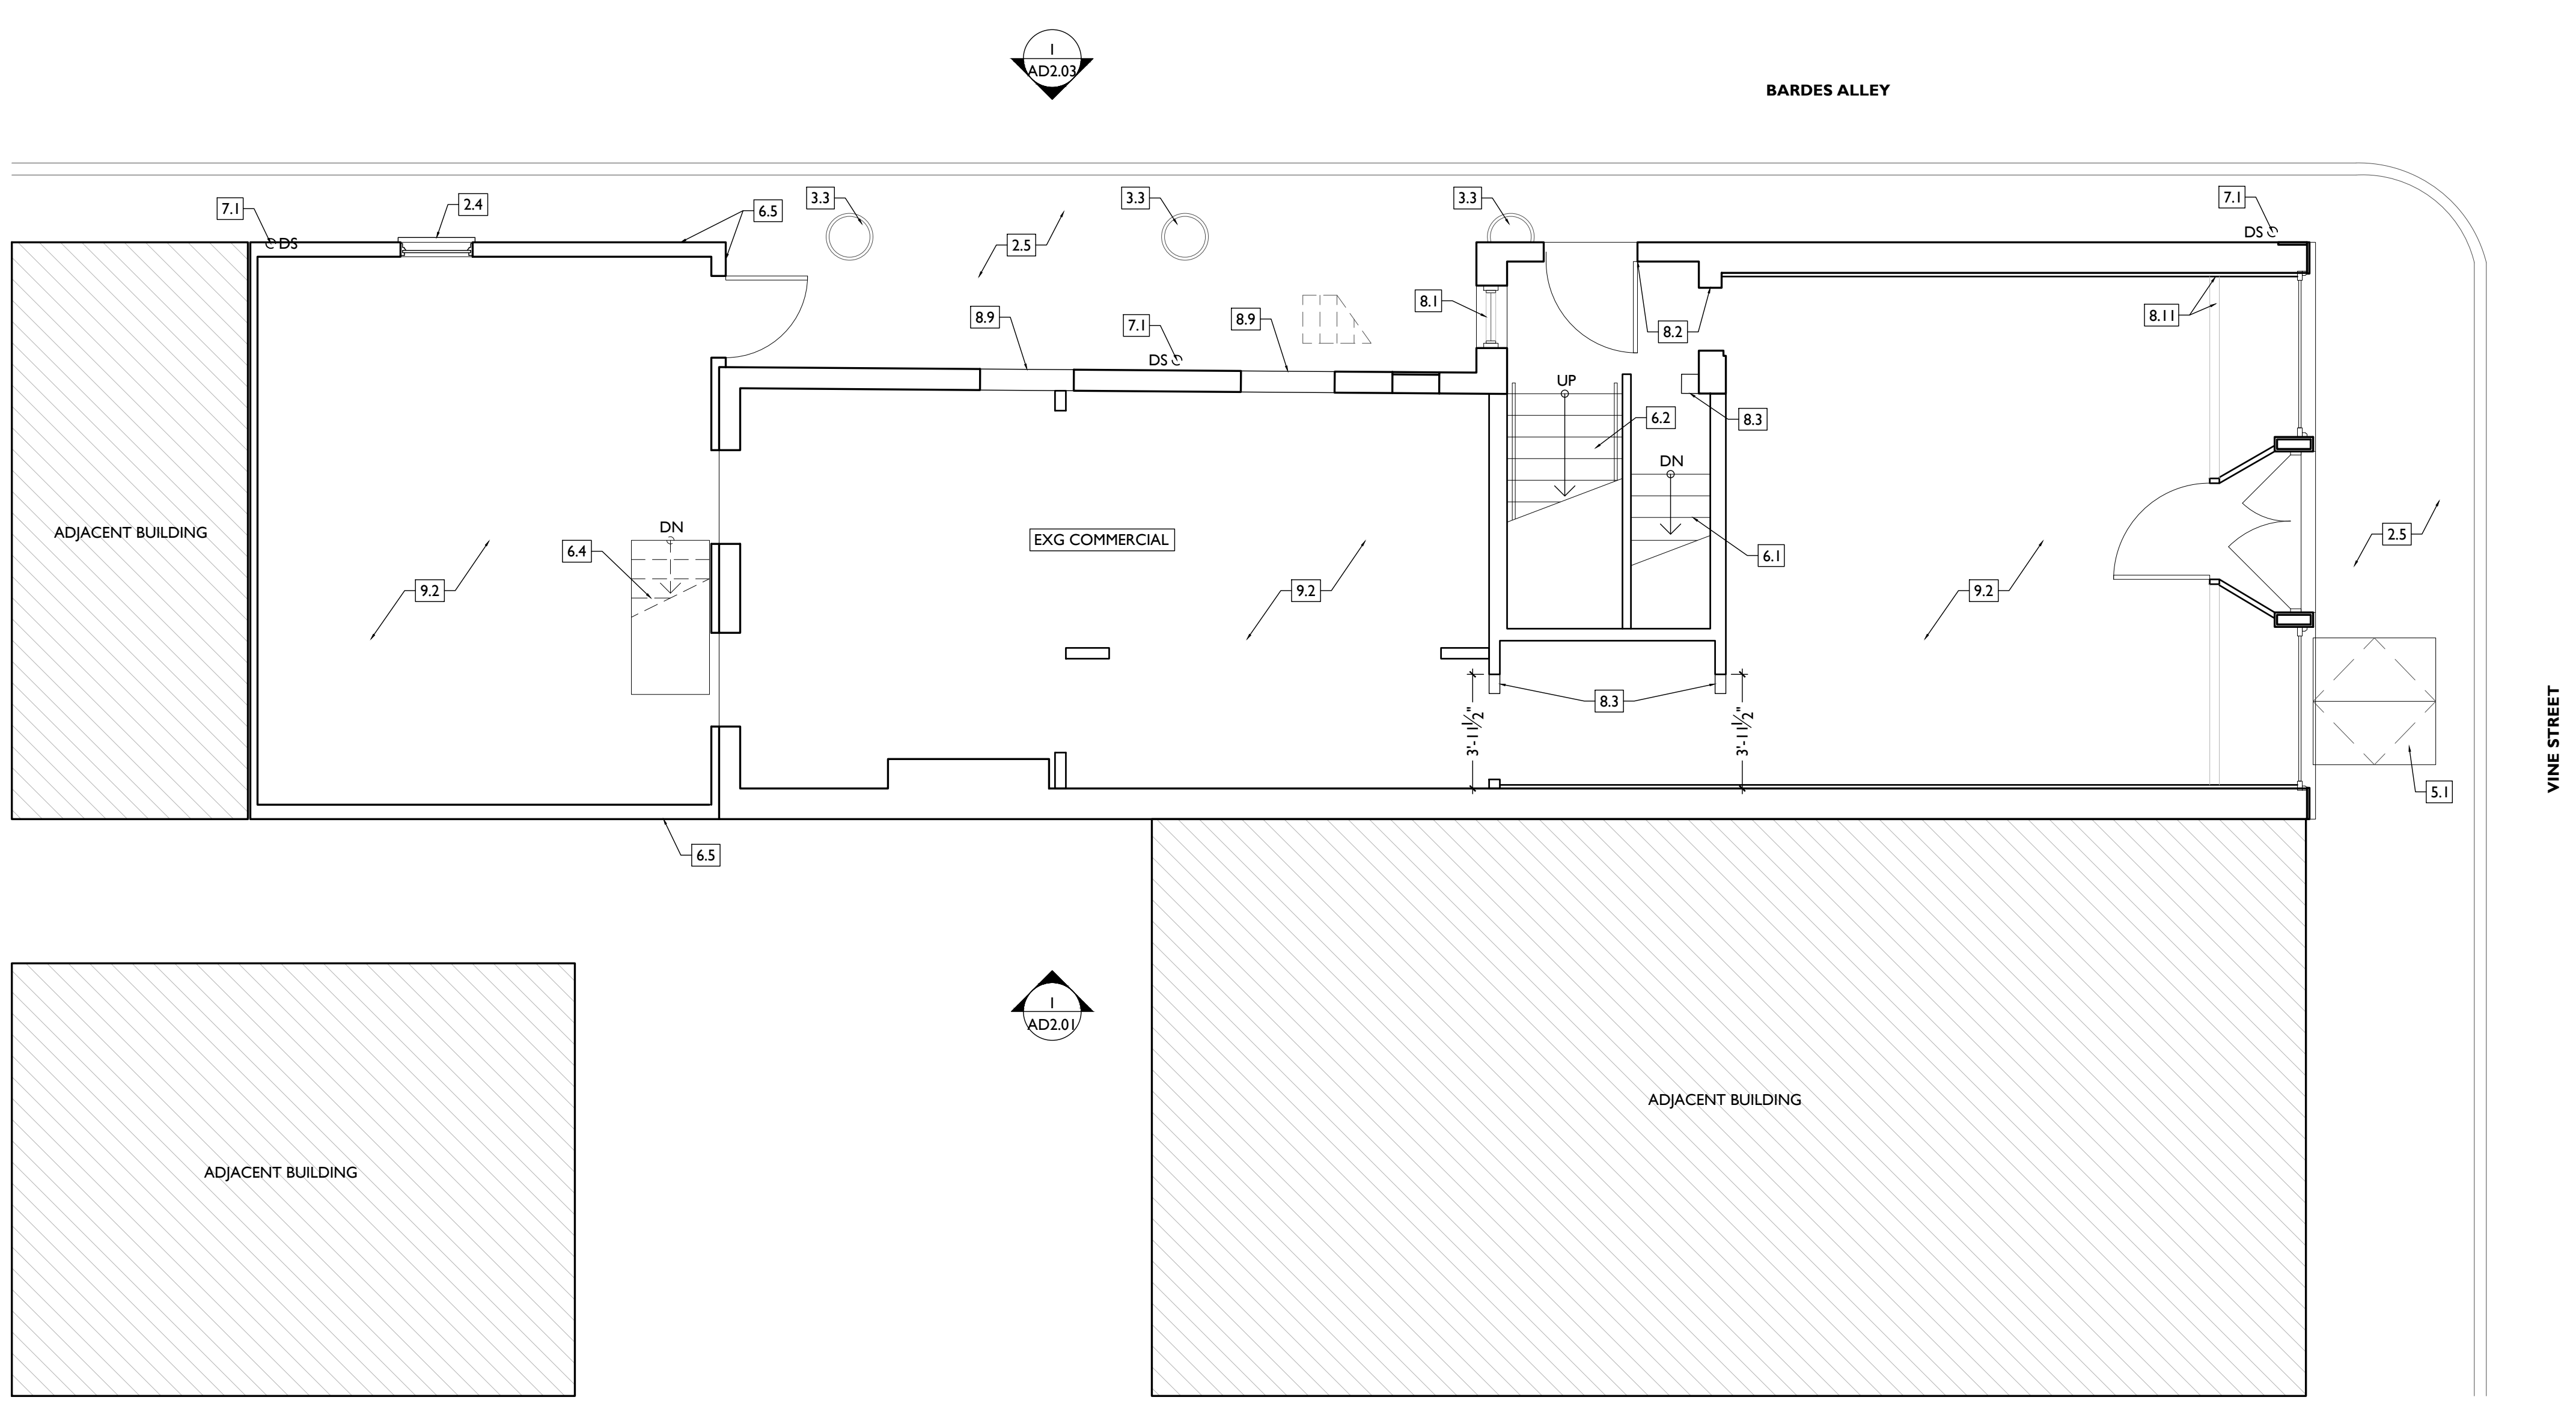 1
AD2.03
BARDES ALLEY
7.1
2.4
6.5
3.3
3.3
3.3
7.1
DS
2.5
DS
8.9
7.1
8.9
8.1
8.2
8.11
DS
UP
6.2
8.3
DN
ADJACENT BUILDING
DN
6.4
EXG COMMERCIAL
6.1
2.5
9.2
9.2
9.2
8.3
3'-11 1/2"
3'-11 1/2"
VINE STREET
5.1
6.5
1
AD2.01
ADJACENT BUILDING
ADJACENT BUILDING